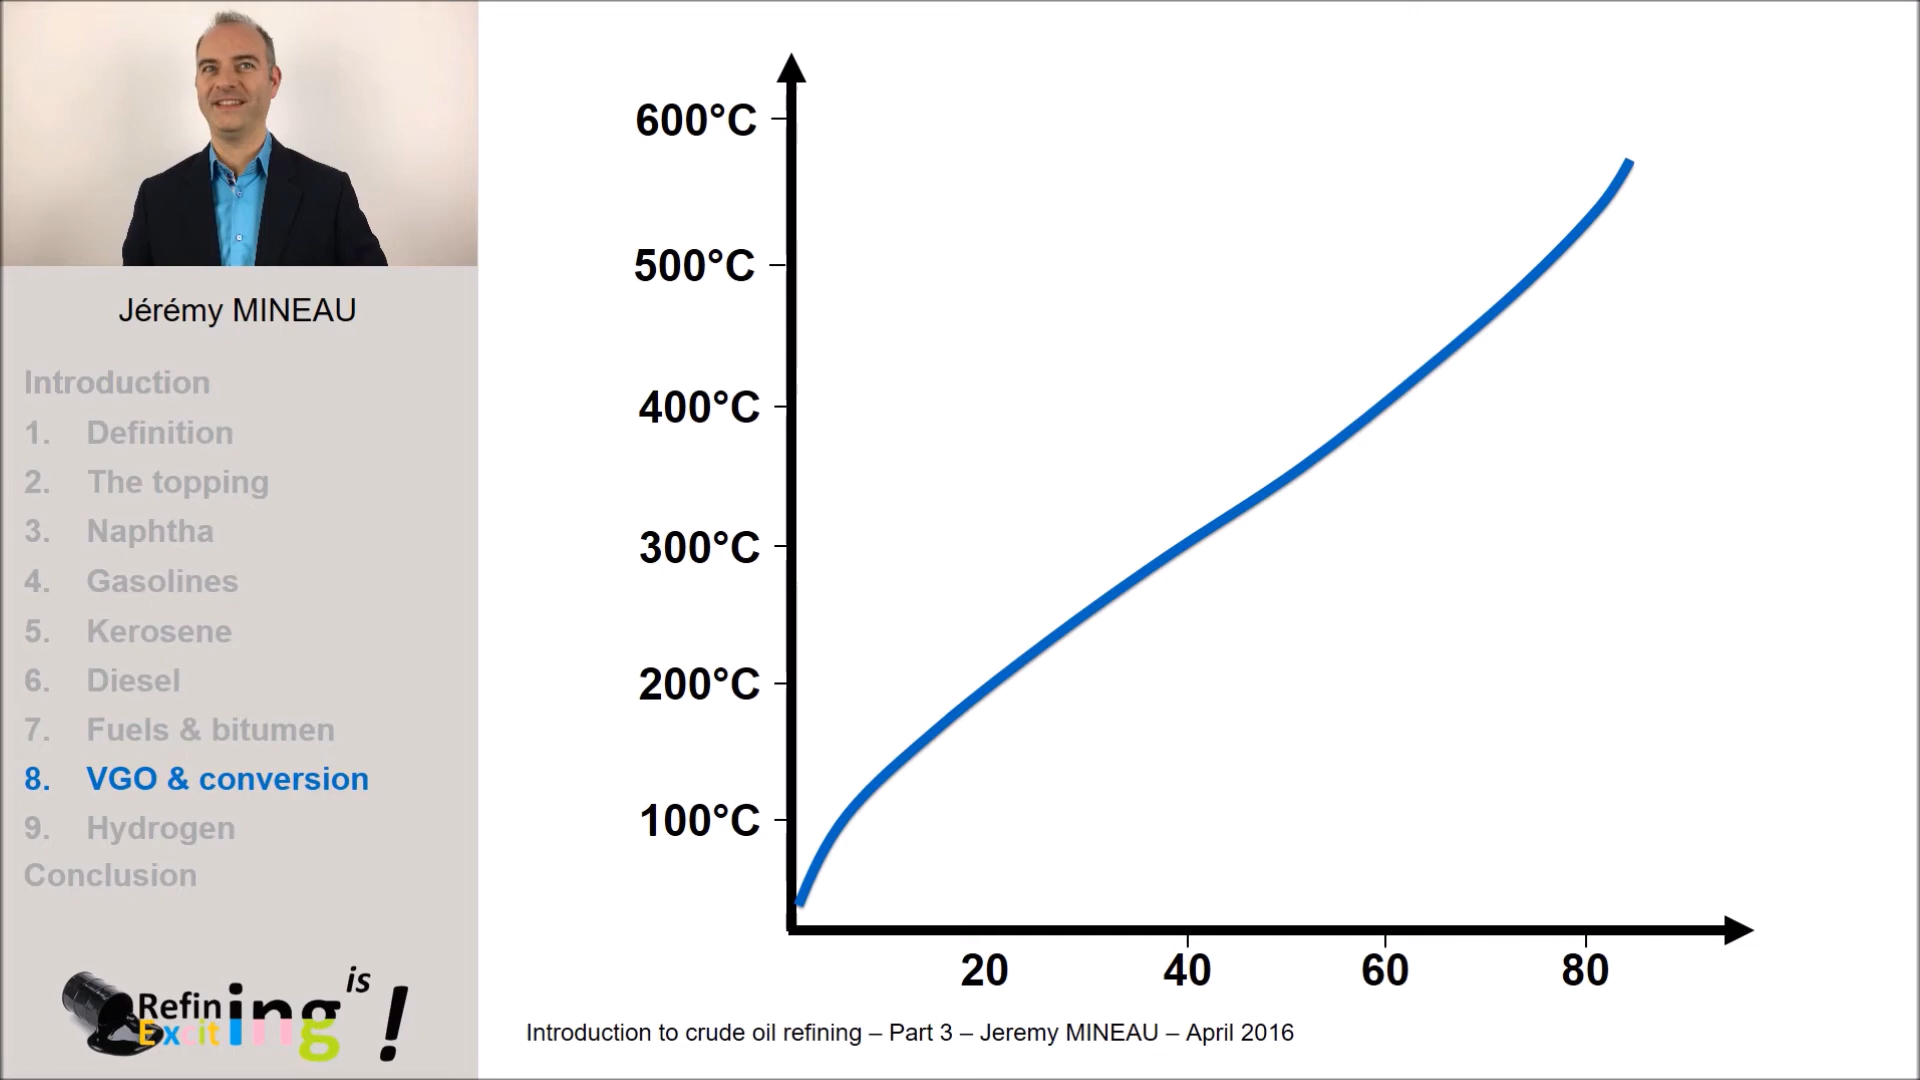 Jérémy MINEAU
Introduction
1. Definition
2. The topping
3. Naphtha
4. Gasolines
5. Kerosene
6. Diesel
7. Fuels & bitumen
8. VGO & conversion
9. Hydrogen
Conclusion
Refining is
Exciting !
600°C
500°C
400°C
300°C
200°C
100°C
20 40 60 80
Introduction to crude oil refining – Part 3 – Jeremy MINEAU – April 2016